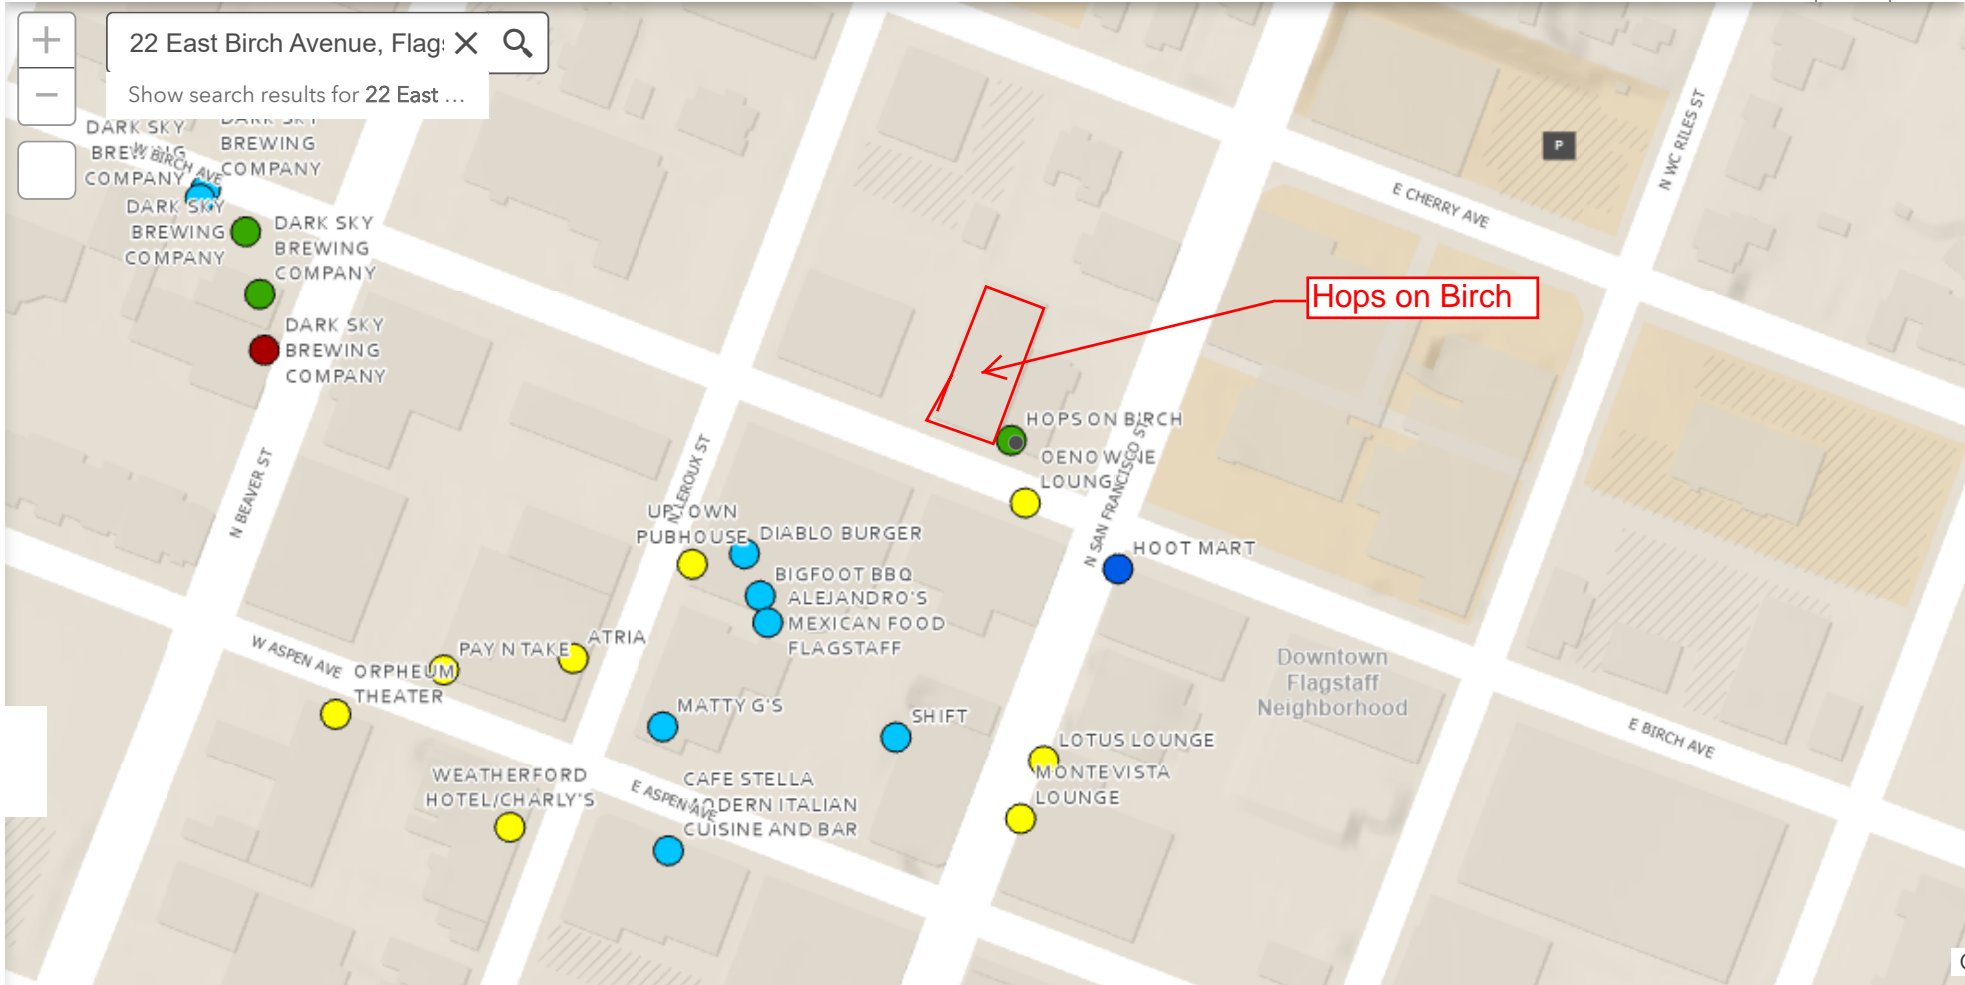 22 East Birch Avenue, Flag
Show search results for 22 East ...
DARK SKY
BREWING
COMPANY
DARK SKY
BREWING
COMPANY
W BIRCH AVE
DARK SKY
BREWING
COMPANY
DARK SKY
BREWING
COMPANY
DARK SKY
BREWING
COMPANY
P
N WC RILES ST
E CHERRY AVE
Hops on Birch
HOPS ON BIRCH
OENO WINE
LOUNGE
N BEAVER ST
N LEROUX ST
N SAN FRANCISCO ST
UPTOWN
PUBHOUSE
DIABLO BURGER
HOOT MART
BIGFOOT BBQ
ALEJANDRO'S
MEXICAN FOOD
FLAGSTAFF
W ASPEN AVE
ORPHEUM
THEATER
PAY N TAKE
ATRIA
Downtown
Flagstaff
Neighborhood
MATTY G'S
SHIFT
E BIRCH AVE
LOTUS LOUNGE
MONTEVISTA
LOUNGE
WEATHERFORD
HOTEL/CHARLY'S
E ASPEN AVE
CAFE STELLA
MODERN ITALIAN
CUISINE AND BAR